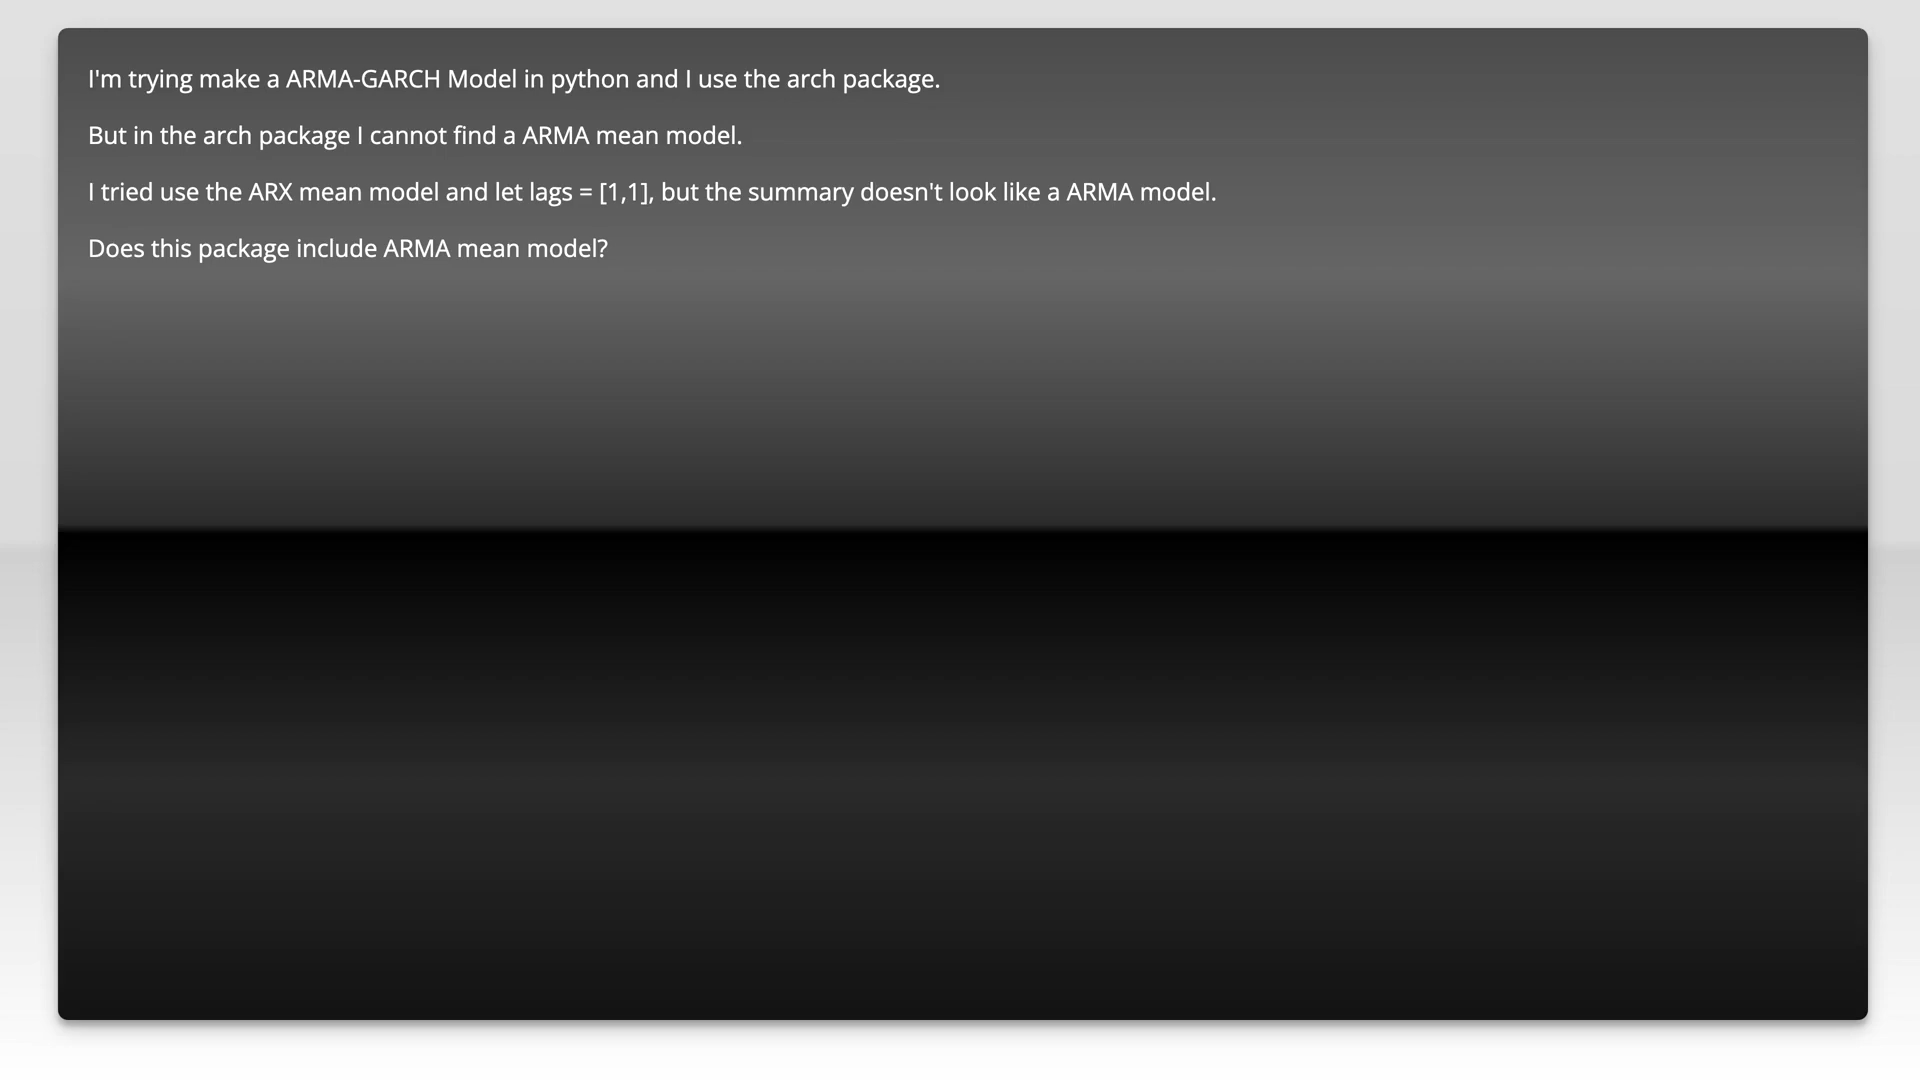 I'm trying make a ARMA-GARCH Model in python and I use the arch package.
But in the arch package I cannot find a ARMA mean model.
I tried use the ARX mean model and let lags = [1,1], but the summary doesn't look like a ARMA model.
Does this package include ARMA mean model?